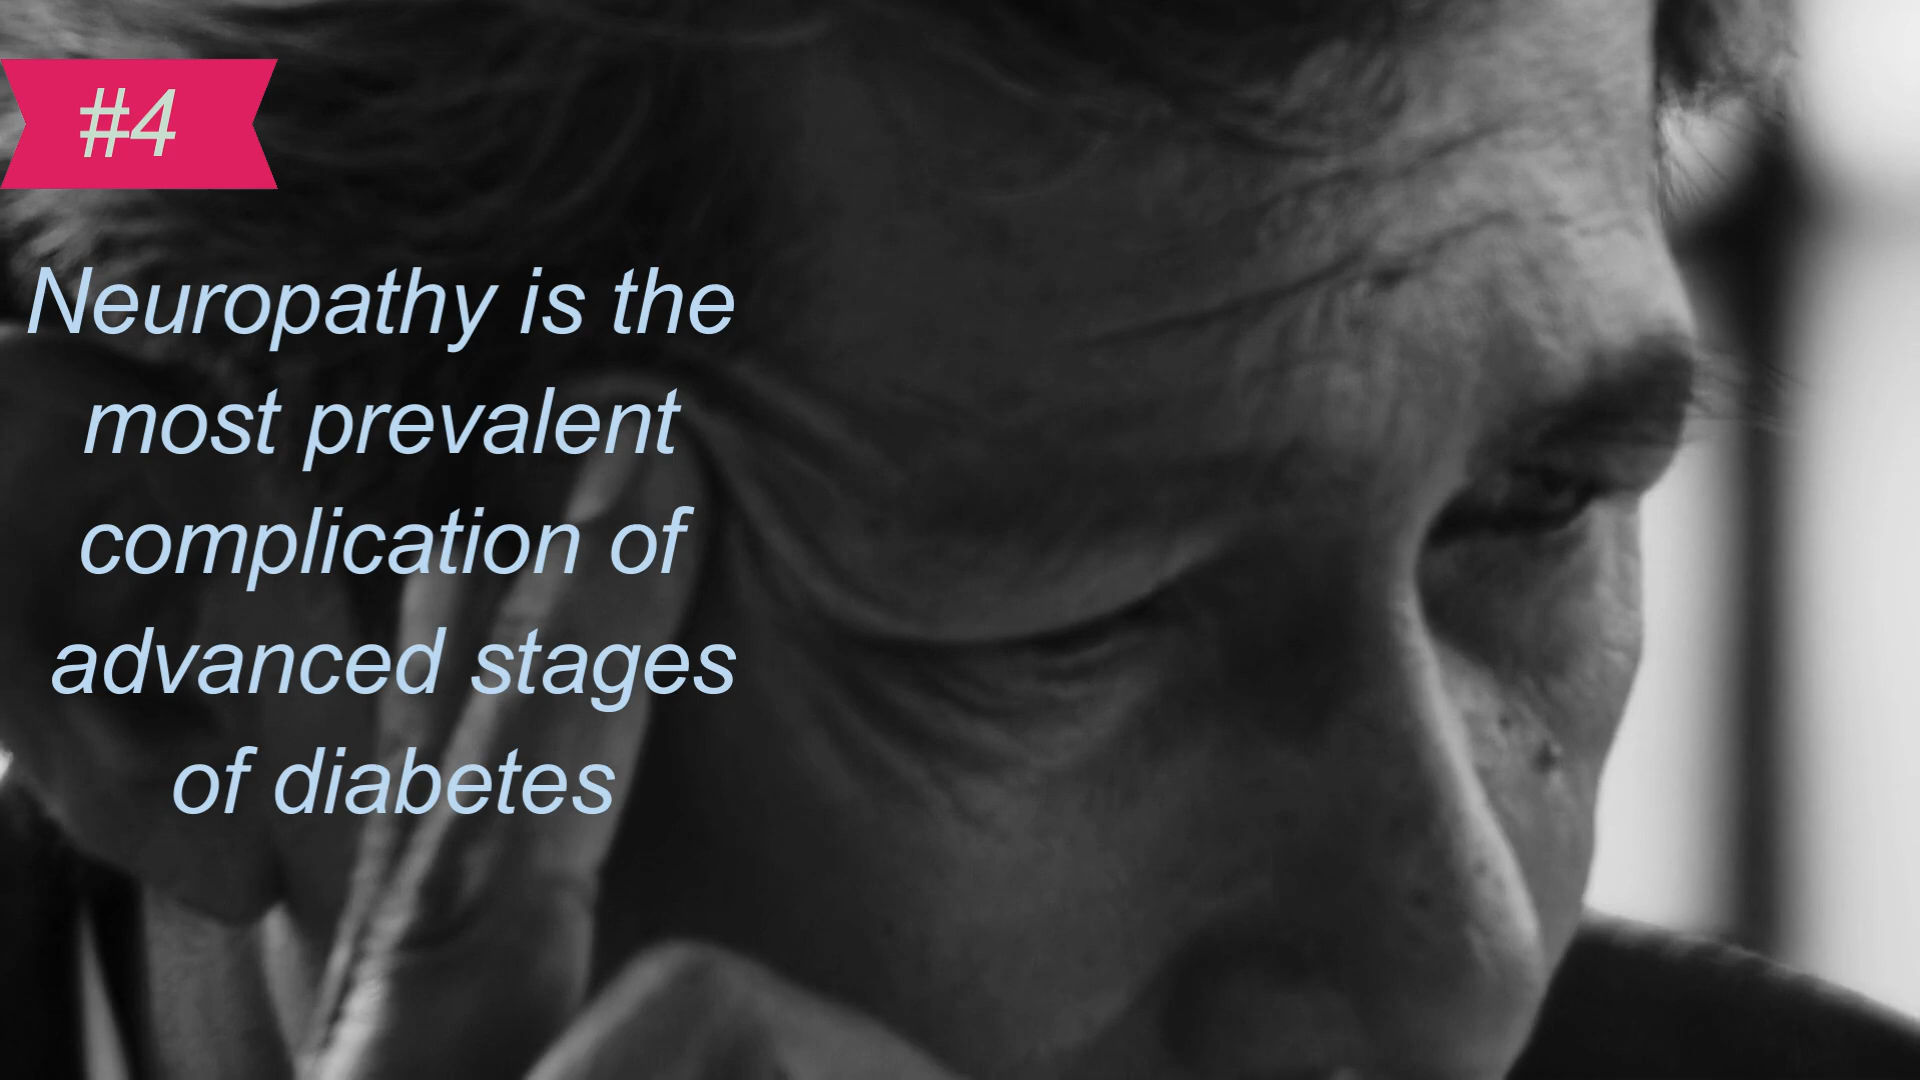 #4
Neuropathy is the
most prevalent
complication of
advanced stages
of diabetes